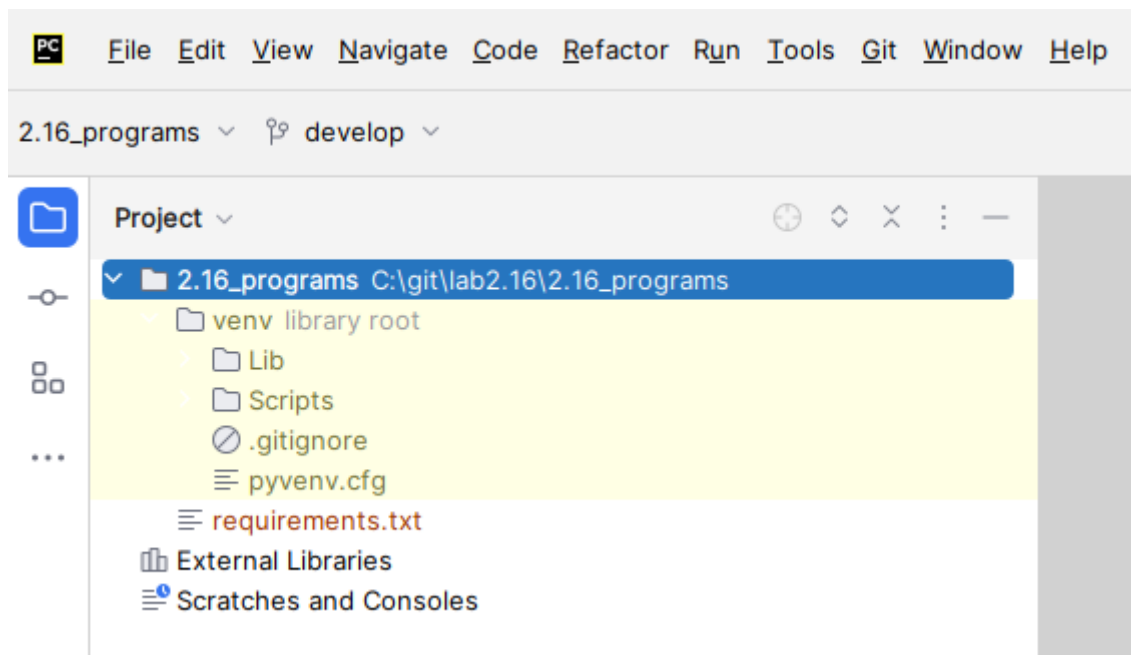 PC File Edit View Navigate Code Refactor Run Tools Git Window Help
2.16_programs develop
Project
2.16_programs C:\git\lab2.16\2.16_programs
venv library root
Lib
Scripts
.gitignore
pyvenv.cfg
requirements.txt
External Libraries
Scratches and Consoles